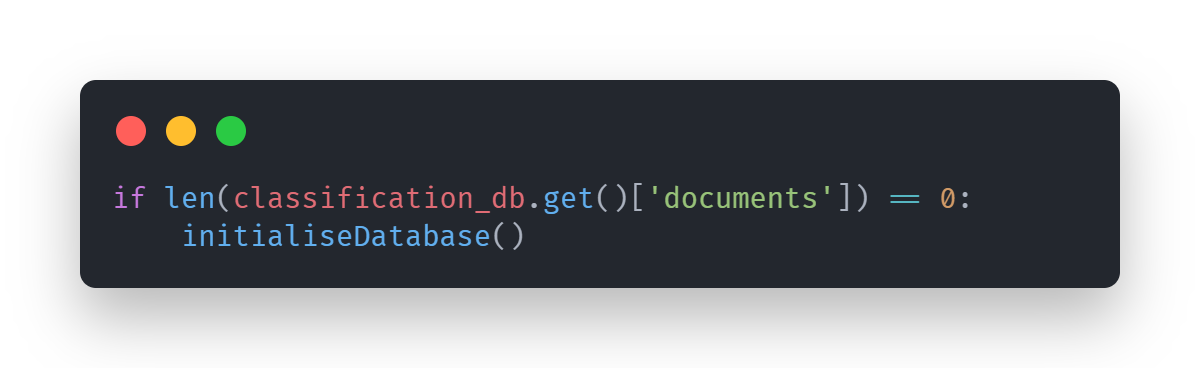 if len(classification_db.get()['documents']) == 0:
    initialiseDatabase()